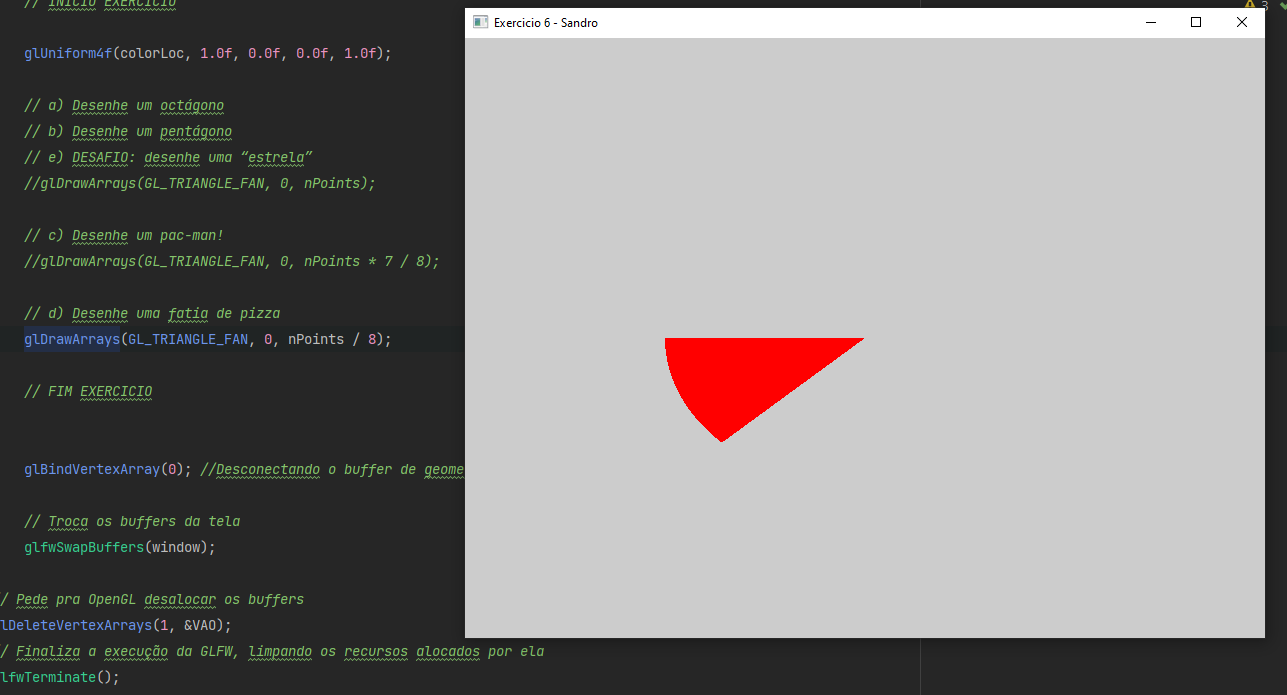 // INICIO EXERCICIO
3
Exercicio 6 - Sandro
glUniform4f(colorLoc, 1.0f, 0.0f, 0.0f, 1.0f);
// a) Desenhe um octágono
// b) Desenhe um pentágono
// e) DESAFIO: desenhe uma “estrela”
//glDrawArrays(GL_TRIANGLE_FAN, 0, nPoints);
// c) Desenhe um pac-man!
//glDrawArrays(GL_TRIANGLE_FAN, 0, nPoints * 7 / 8);
// d) Desenhe uma fatia de pizza
glDrawArrays(GL_TRIANGLE_FAN, 0, nPoints / 8);
// FIM EXERCICIO
glBindVertexArray(0); //Desconectando o buffer de geome
// Troca os buffers da tela
glfwSwapBuffers(window);
/ Pede pra OpenGL desalocar os buffers
lDeleteVertexArrays(1, &VAO);
/ Finaliza a execução da GLFW, limpando os recursos alocados por ela
lfwTerminate();